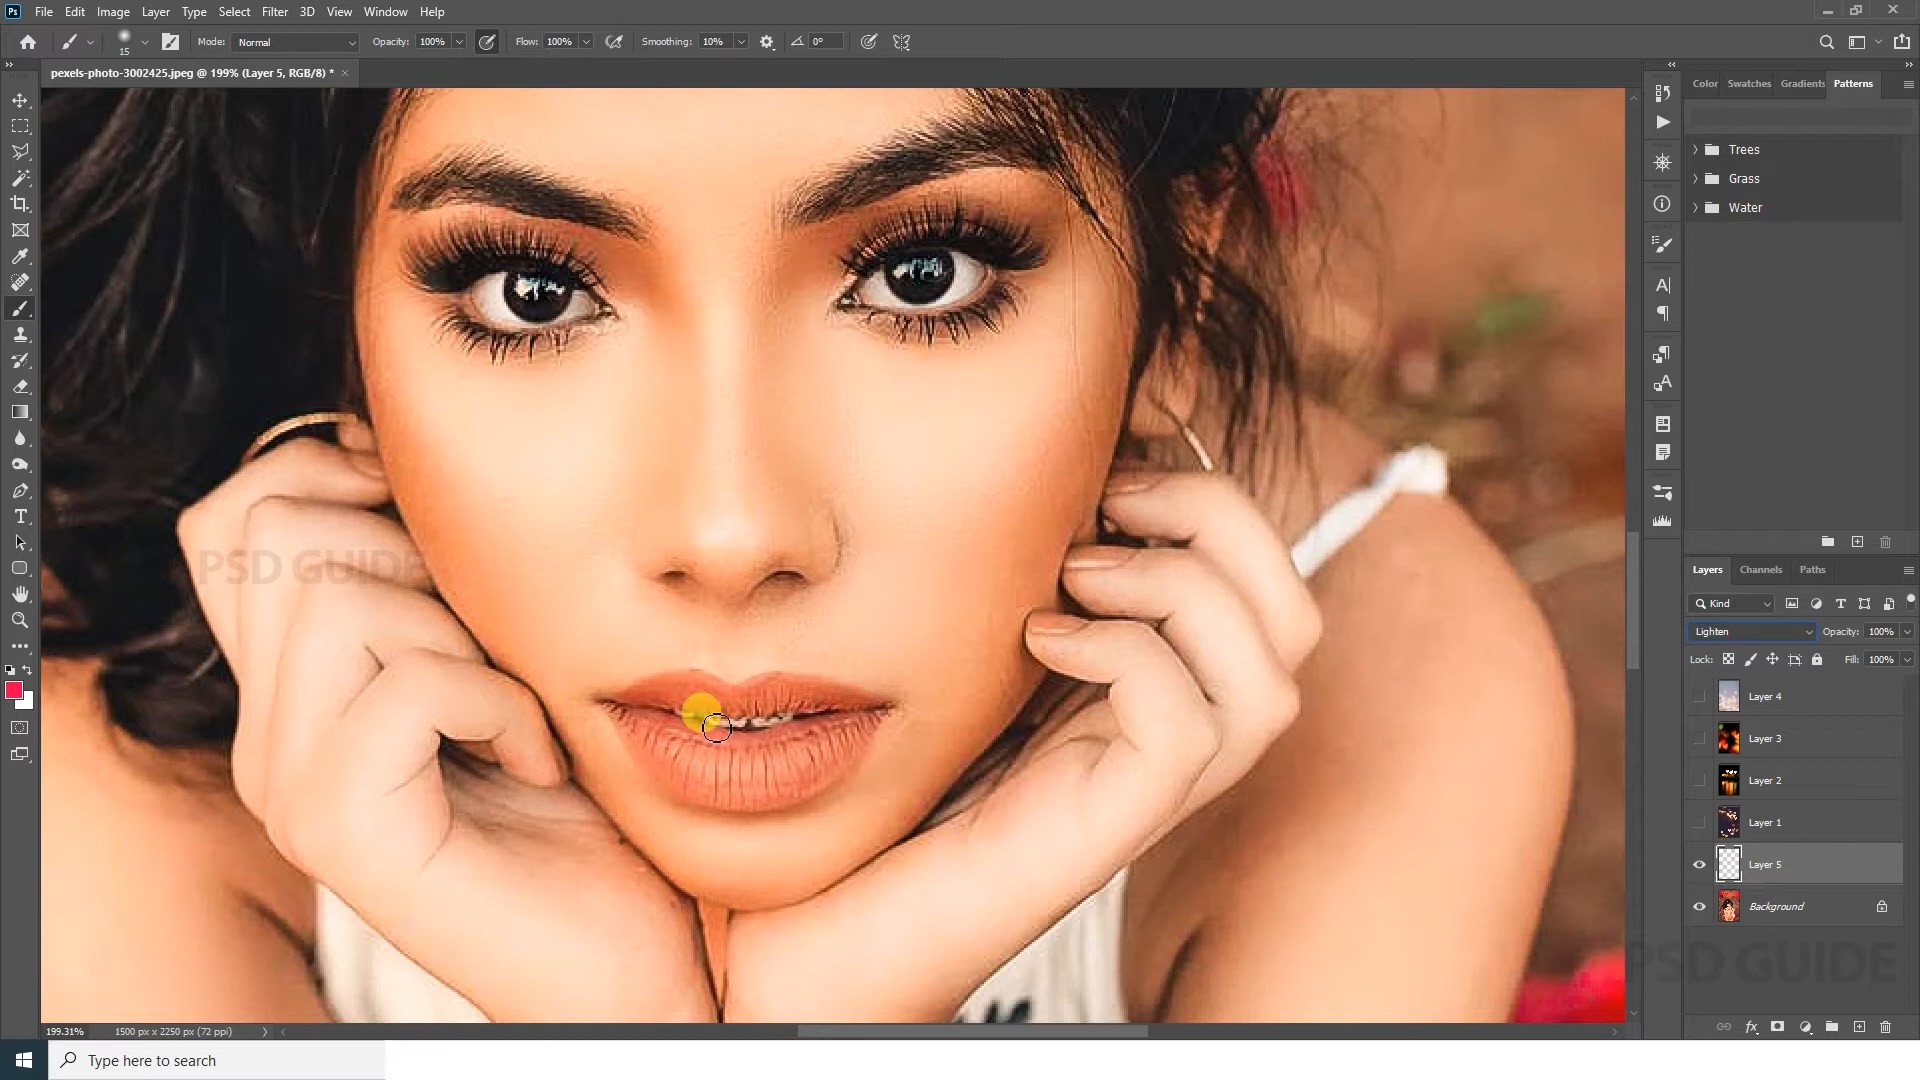 Ps File Edit Image Layer Type Select Filter 3D View Window Help
15 Mode: Normal Opacity: 100% Flow: 100% Smoothing: 10% 0°
pexels-photo-3002425.jpeg @ 199% (Layer 5, RGB/8) * ×
Color Swatches Gradients Patterns
Trees
Grass
Water
PSD GUIDE
Layers Channels Paths
Kind
Lighten Opacity: 100%
Lock: Fill: 100%
Layer 4
Layer 3
Layer 2
Layer 1
Layer 5
Background
PSD GUIDE
199.31% 1500 px x 2250 px (72 ppi)
Type here to search